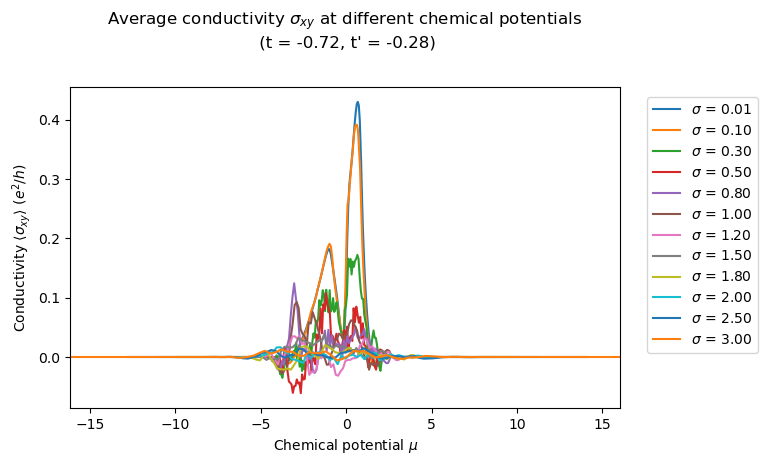 Average conductivity σxy at different chemical potentials
(t = -0.72, t' = -0.28)
Conductivity ⟨σxy⟩ (e²/h)
0.4
0.3
0.2
0.1
0.0
−15
−10
−5
0
5
10
15
Chemical potential μ
σ = 0.01
σ = 0.10
σ = 0.30
σ = 0.50
σ = 0.80
σ = 1.00
σ = 1.20
σ = 1.50
σ = 1.80
σ = 2.00
σ = 2.50
σ = 3.00